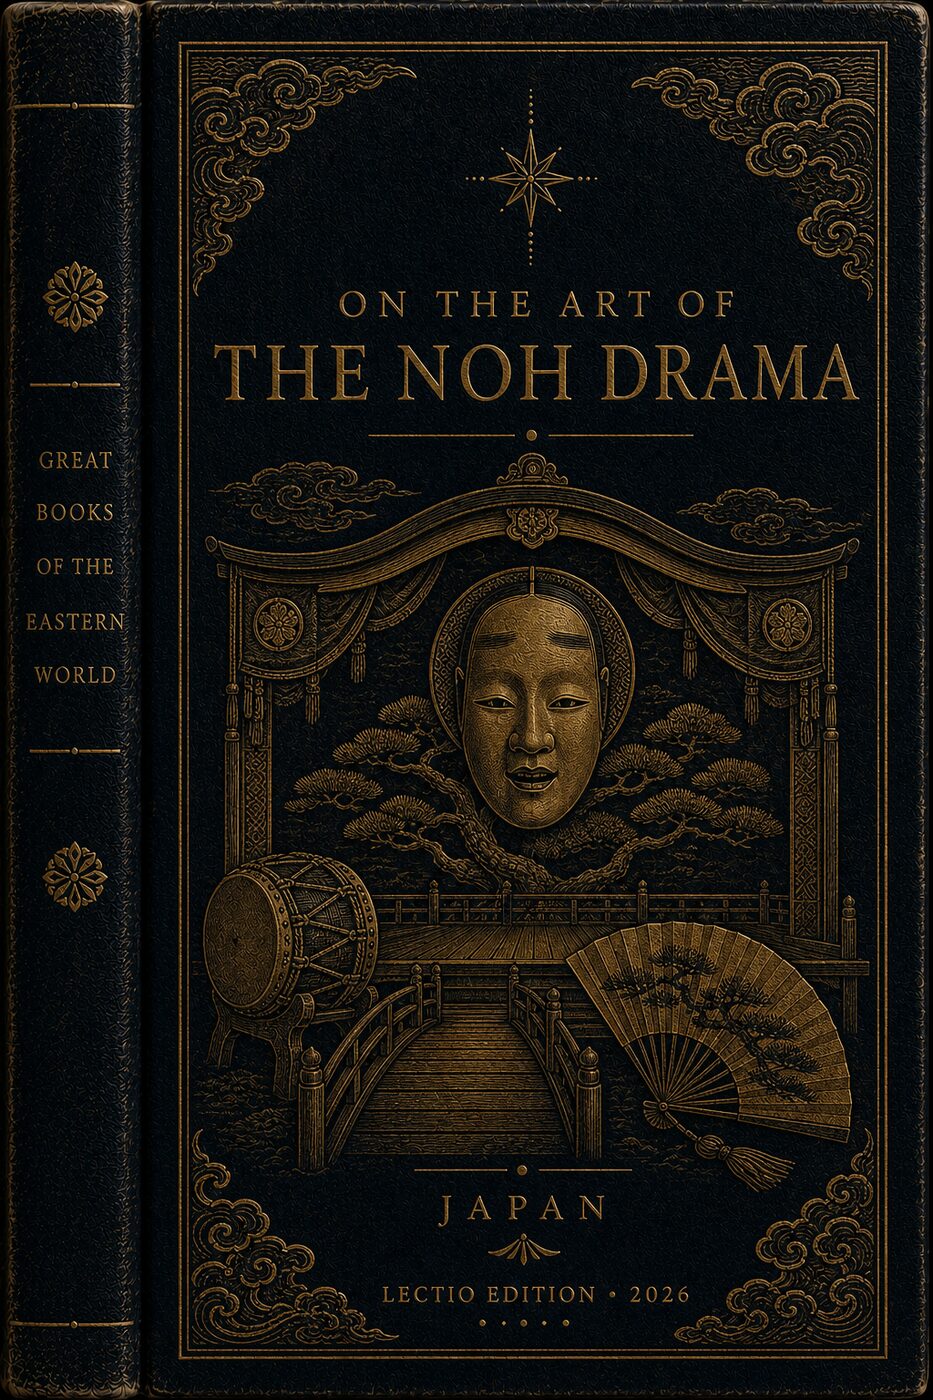 GREAT
BOOKS
OF THE
EASTERN
WORLD
ON THE ART OF
THE NOH DRAMA
JAPAN
LECTIO EDITION • 2026